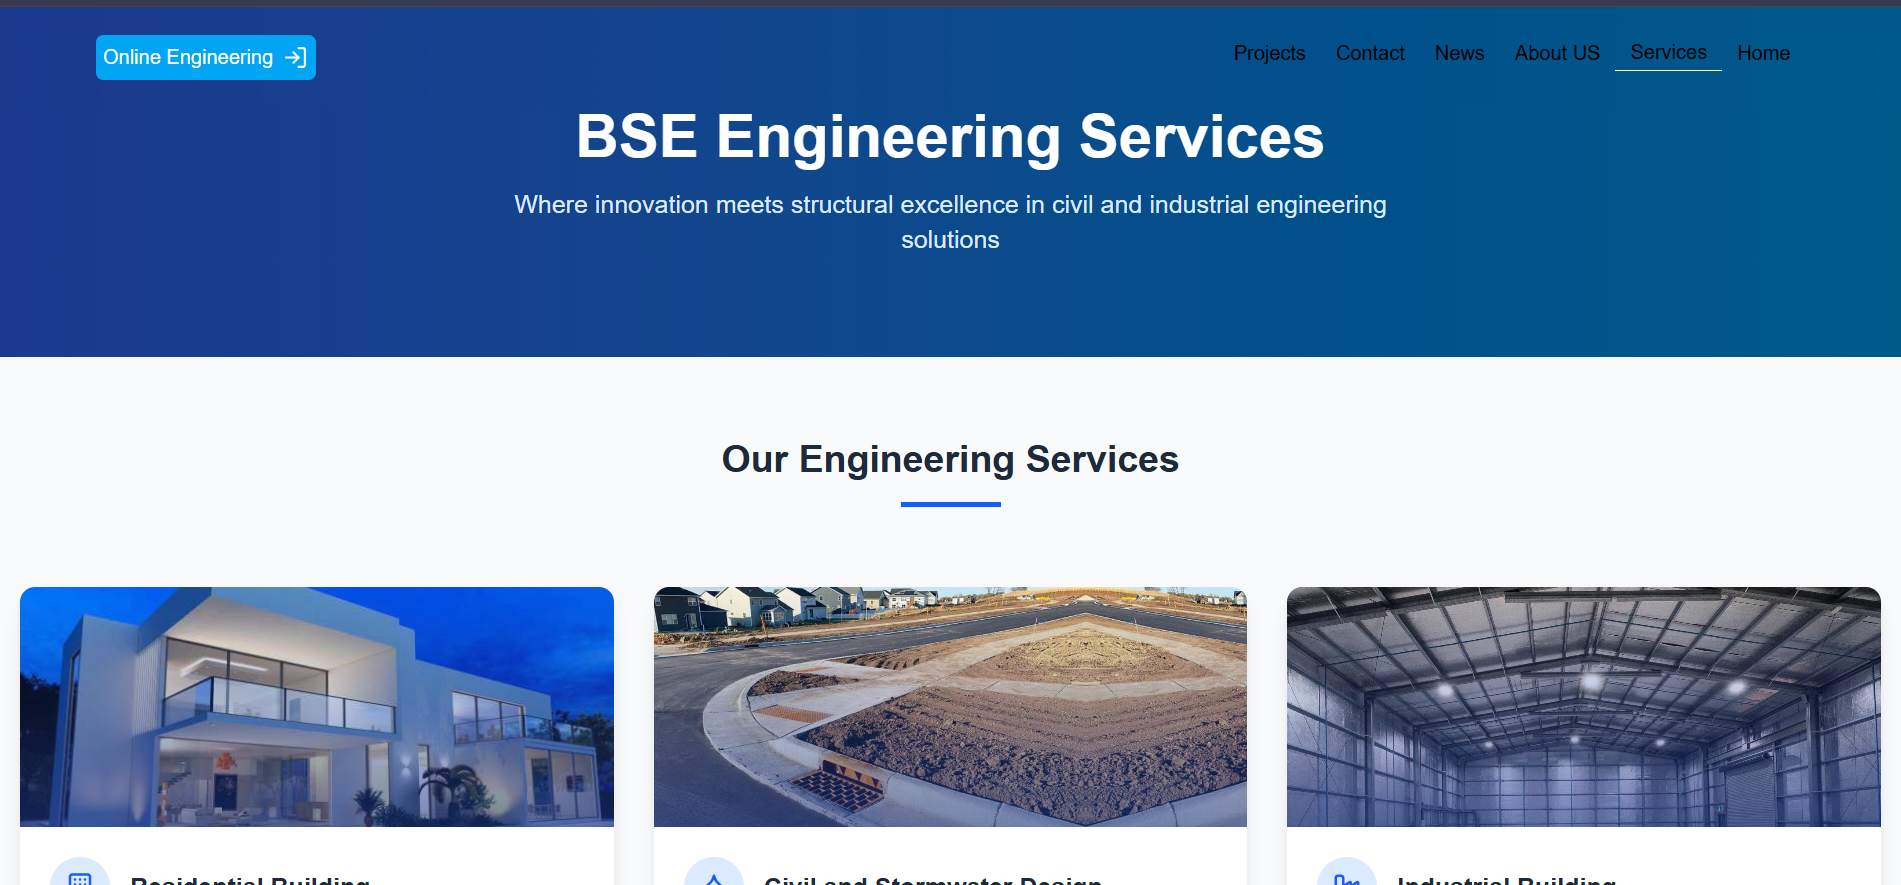 Online Engineering
Projects Contact News About US Services Home
BSE Engineering Services
Where innovation meets structural excellence in civil and industrial engineering
solutions
Our Engineering Services
Residential Building
Civil and Stormwater Design
Industrial Building